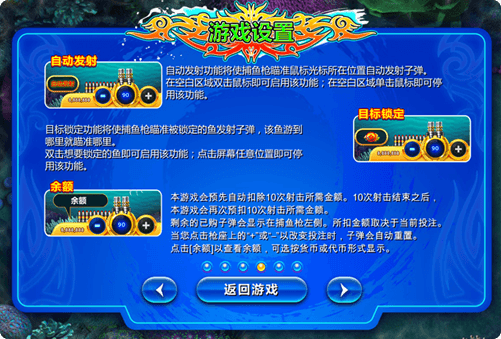 游戏设置
自动发射
自动发射功能将使捕鱼枪瞄准鼠标光标所在位置自动发射子弹。
在空白区域双击鼠标即可启用该功能；在空白区域单击鼠标即可停
用该功能。
90
目标锁定
目标锁定功能将使捕鱼枪瞄准被锁定的鱼发射子弹，该鱼游到
哪里就瞄准哪里。
双击想要锁定的鱼即可启用该功能；点击屏幕任意位置即可停
用该功能。
90
余额
余额
90
本游戏会预先自动扣除10次射击所需金额。10次射击结束之后，
本游戏会再次预扣10次射击所需金额。
剩余的已购子弹会显示在捕鱼枪左侧。所扣金额取决于当前投注。
当您点击枪座上的“+”或“-”以改变投注时，子弹会自动重置。
点击[余额]以查看余额，可选按货币或代币形式显示。
返回游戏